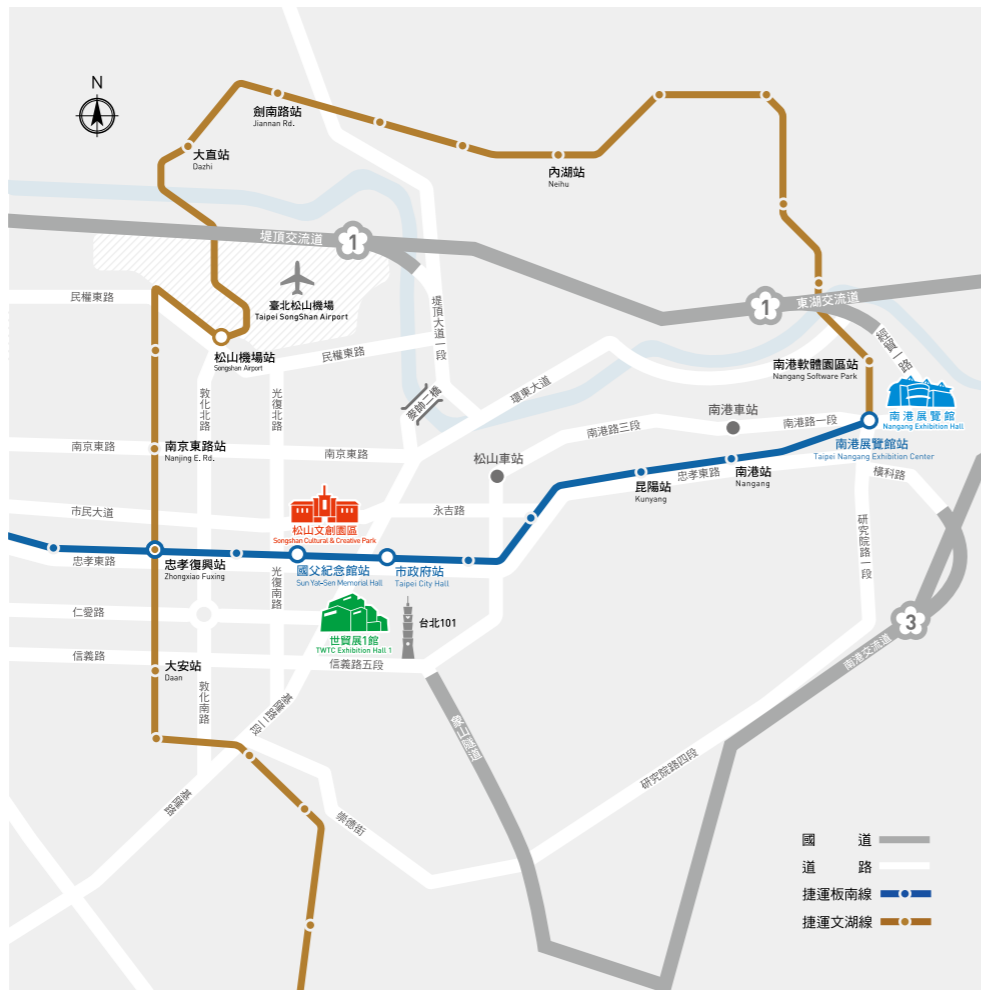 N
劍南路站
Jiannan Rd.
大直站
Dazhi
內湖站
Neihu
堤頂交流道
1
民權東路
臺北松山機場
Taipei SongShan Airport
堤頂大道一段
1
東湖交流道
經貿一路
松山機場站
Songshan Airport
民權東路
南港軟體園區站
Nangang Software Park
敦化北路
光復北路
麥帥二橋
環東大道
南港展覽館
Nangang Exhibition Hall
南港車站
南港路三段
南港路一段
南京東路
南京東路站
Nanjing E. Rd.
南京東路
松山車站
南港展覽館站
Taipei Nangang Exhibition Center
昆陽站
Kunyang
忠孝東路
南港站
Nangang
橫科路
市民大道
松山文創園區
Songshan Cultural & Creative Park
永吉路
研究院路一段
忠孝東路
忠孝復興站
Zhongxiao Fuxing
光復南路
國父紀念館站
Sun Yat-Sen Memorial Hall
市政府站
Taipei City Hall
仁愛路
世貿展1館
TWTC Exhibition Hall 1
台北101
3
信義路
信義路五段
南港交流道
大安站
Daan
敦化南路
基隆路二段
信義快速道路
研究院路四段
基隆路
崇德街
國道
道路
捷運板南線
捷運文湖線